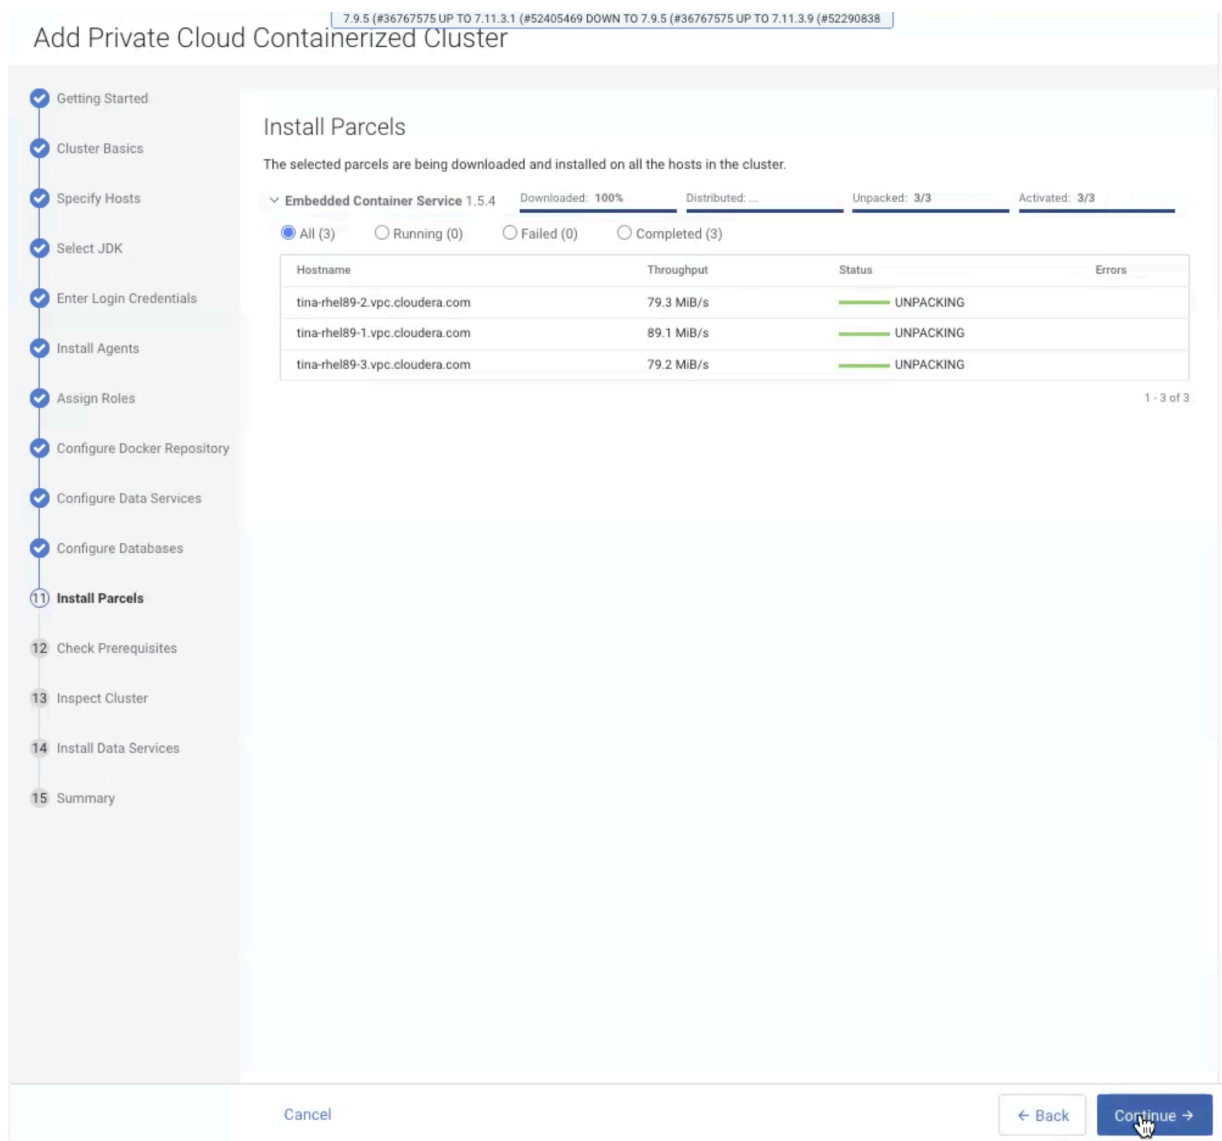 7.9.5 (#36767575 UP TO 7.11.3.1 (#52405469 DOWN TO 7.9.5 (#36767575 UP TO 7.11.3.9 (#52290838
Add Private Cloud Containerized Cluster
Getting Started
Cluster Basics
Specify Hosts
Select JDK
Enter Login Credentials
Install Agents
Assign Roles
Configure Docker Repository
Configure Data Services
Configure Databases
11 Install Parcels
12 Check Prerequisites
13 Inspect Cluster
14 Install Data Services
15 Summary
Install Parcels
The selected parcels are being downloaded and installed on all the hosts in the cluster.
Embedded Container Service 1.5.4 Downloaded: 100% Distributed: ... Unpacked: 3/3 Activated: 3/3
All (3) Running (0) Failed (0) Completed (3)
Hostname Throughput Status Errors
tina-rhel89-2.vpc.cloudera.com 79.3 MiB/s UNPACKING
tina-rhel89-1.vpc.cloudera.com 89.1 MiB/s UNPACKING
tina-rhel89-3.vpc.cloudera.com 79.2 MiB/s UNPACKING
1 - 3 of 3
Cancel ← Back Continue →